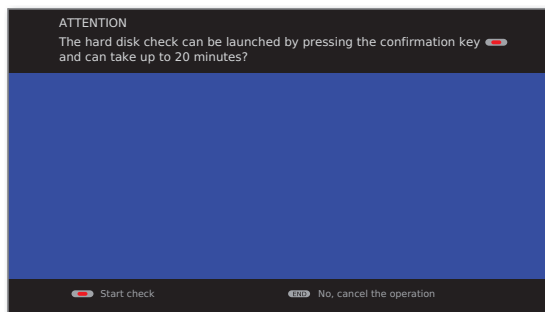 ATTENTION
The hard disk check can be launched by pressing the confirmation key
and can take up to 20 minutes?
Start check
END No, cancel the operation